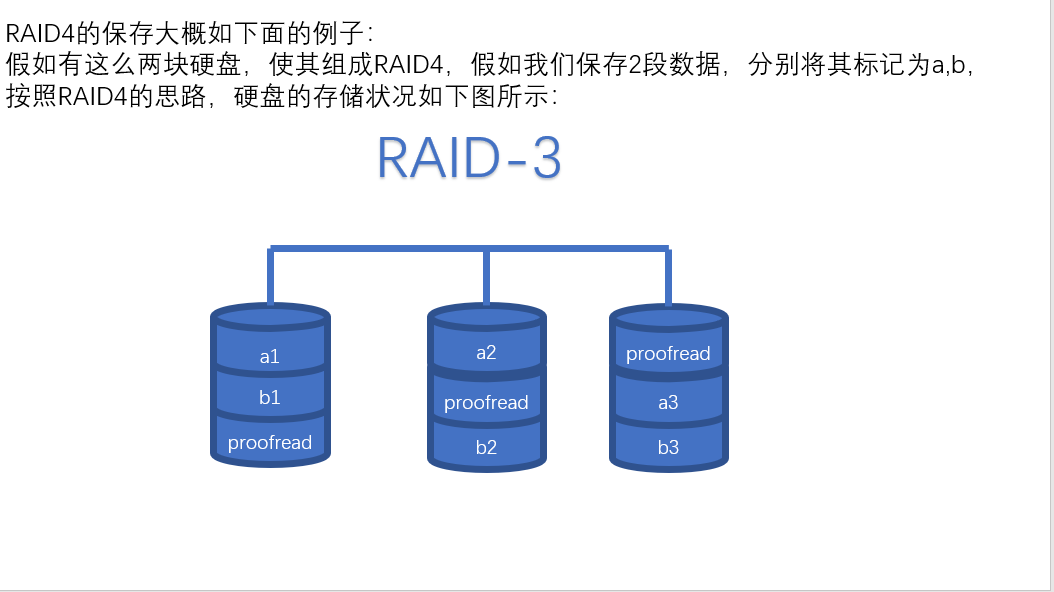 RAID4的保存大概如下面的例子：
假如有这么两块硬盘，使其组成RAID4，假如我们保存2段数据，分别将其标记为a,b，
按照RAID4的思路，硬盘的存储状况如下图所示：
RAID-3
a1
b1
proofread
a2
proofread
b2
proofread
a3
b3